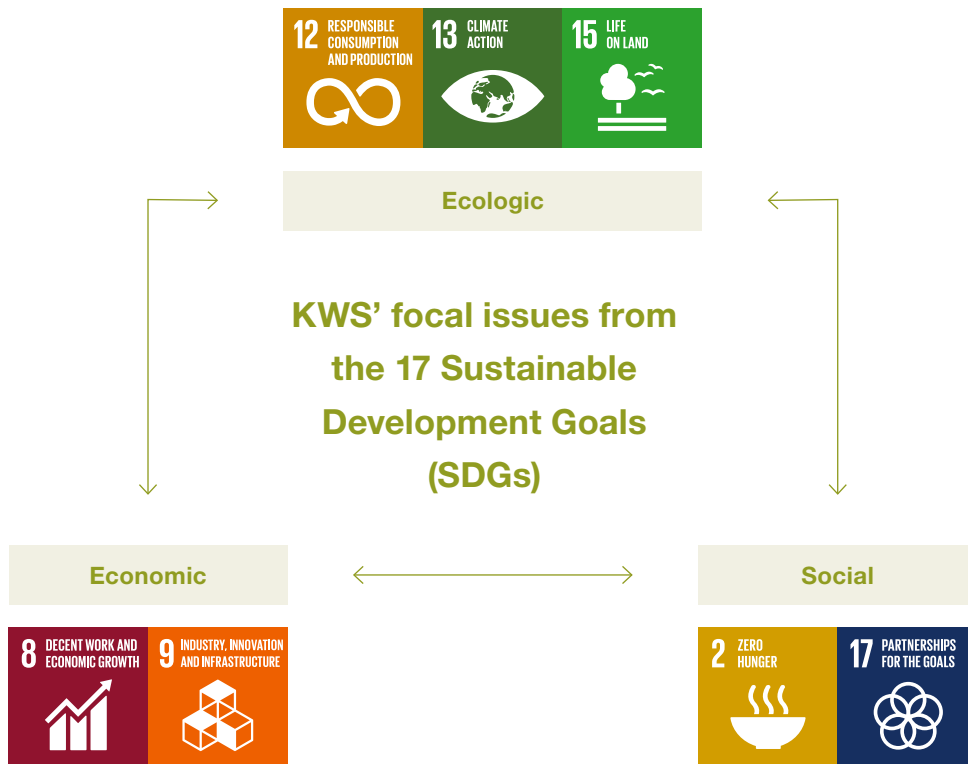 12 RESPONSIBLE
CONSUMPTION
AND PRODUCTION
13 CLIMATE
ACTION
15 LIFE
ON LAND
Ecologic
KWS’ focal issues from
the 17 Sustainable
Development Goals
(SDGs)
Economic
Social
8 DECENT WORK AND
ECONOMIC GROWTH
9 INDUSTRY, INNOVATION
AND INFRASTRUCTURE
2 ZERO
HUNGER
17 PARTNERSHIPS
FOR THE GOALS